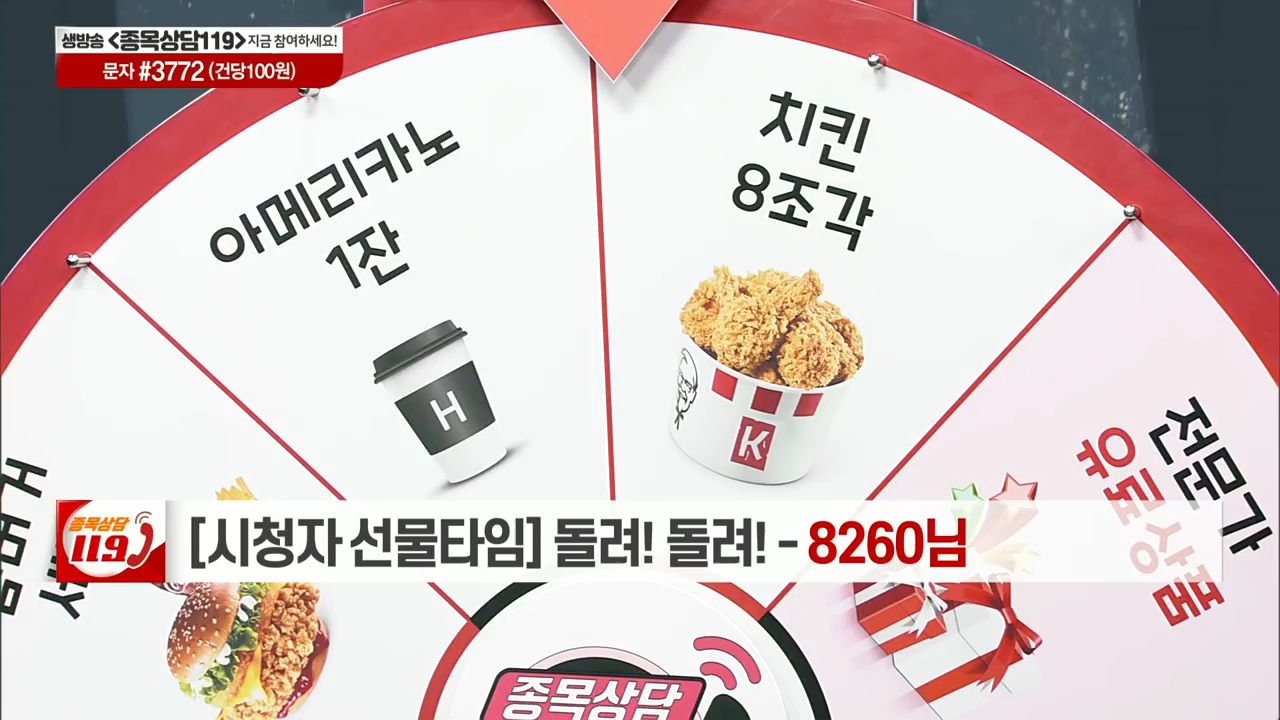 생방송 <종목상담119> 지금 참여하세요!
문자 #3772 (건당100원)
아메리카노
1잔
치킨
8조각
H
K
전문가
유료상품
종목상담
119
[시청자 선물타임] 돌려! 돌려! - 8260님
종목상담